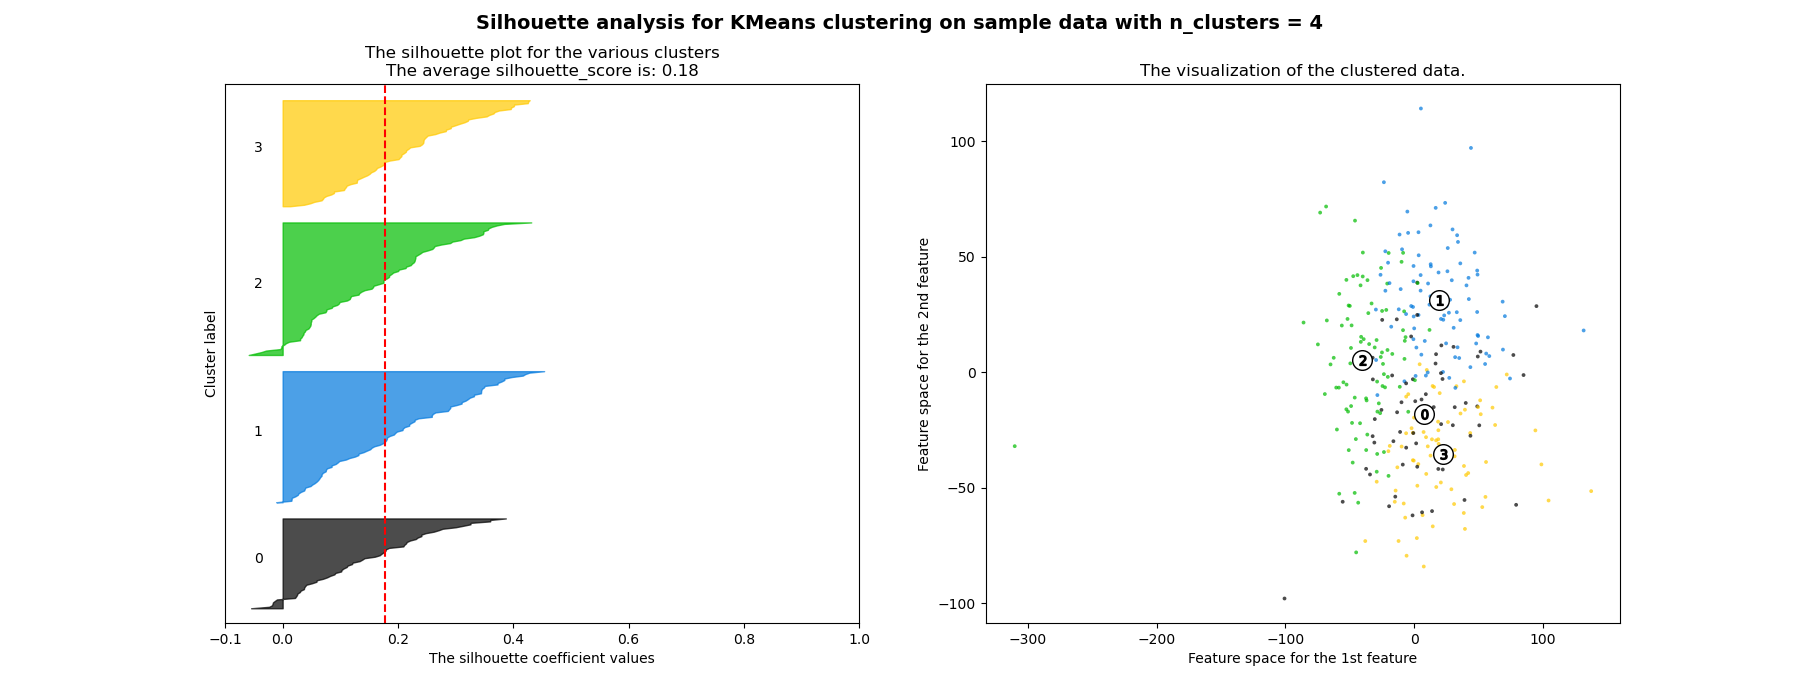 Silhouette analysis for KMeans clustering on sample data with n_clusters = 4
The silhouette plot for the various clusters
The average silhouette_score is: 0.18
3
2
1
0
Cluster label
−0.1 0.0 0.2 0.4 0.6 0.8 1.0
The silhouette coefficient values
The visualization of the clustered data.
100
50
0
−50
−100
Feature space for the 2nd feature
1
2
0
3
−300 −200 −100 0 100
Feature space for the 1st feature